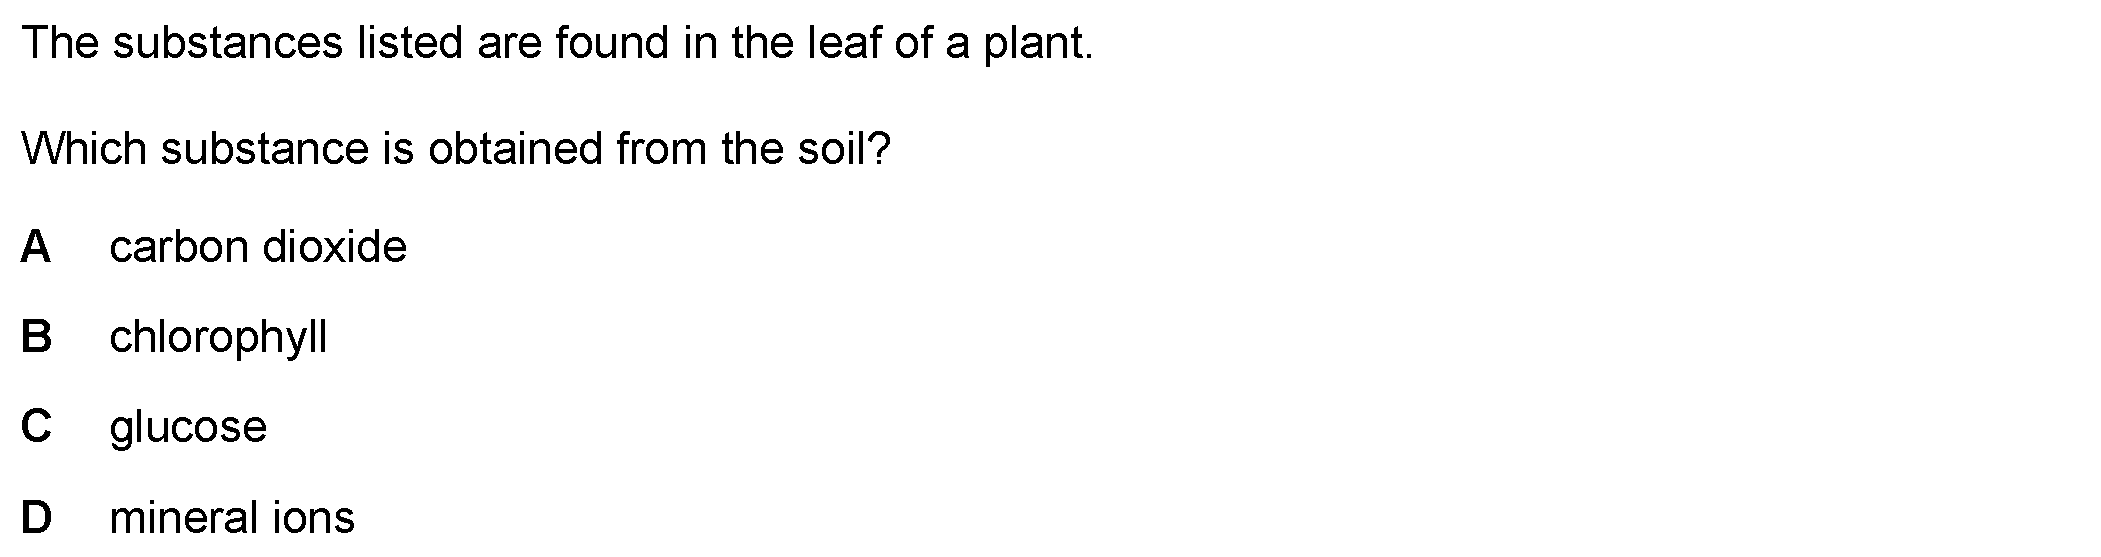 The substances listed are found in the leaf of a plant.
Which substance is obtained from the soil?
A carbon dioxide
B chlorophyll
C glucose
D mineral ions